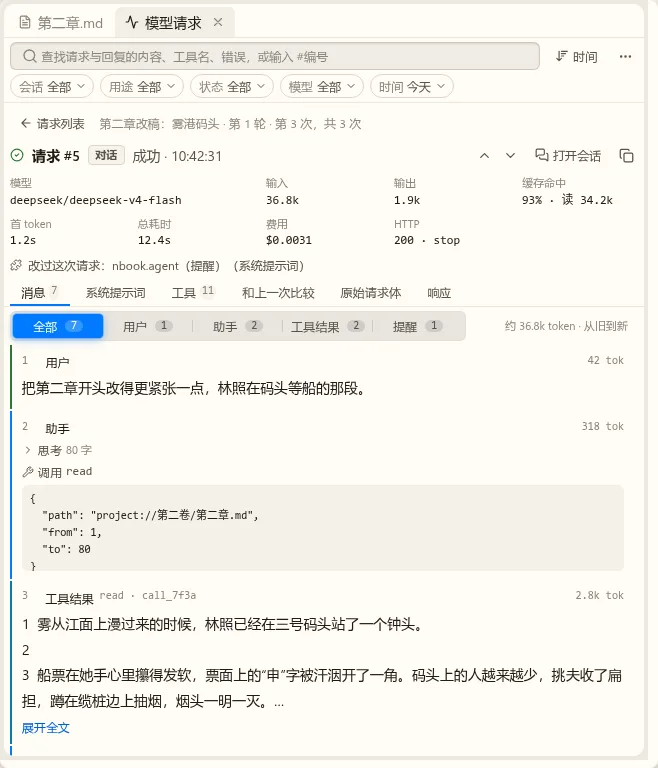 第二章.md 模型请求
查找请求与回复的内容、工具名、错误，或输入 #编号 时间
会话 全部 用途 全部 状态 全部 模型 全部 时间 今天
请求列表 第二章改稿：雾港码头 · 第 1 轮 · 第 3 次，共 3 次
请求 #5 对话 成功 · 10:42:31 打开会话
模型 输入 输出 缓存命中
deepseek/deepseek-v4-flash 36.8k 1.9k 93% · 读 34.2k
首 token 总耗时 费用 HTTP
1.2s 12.4s $0.0031 200 · stop
改过这次请求：nbook.agent（提醒）（系统提示词）
消息 7 系统提示词 工具 11 和上一次比较 原始请求体 响应
全部 7 用户 1 助手 2 工具结果 2 提醒 1 约 36.8k token · 从旧到新
1 用户 42 tok
把第二章开头改得更紧张一点，林照在码头等船的那段。
2 助手 318 tok
思考 80 字
调用 read
{
"path": "project://第二卷/第二章.md",
"from": 1,
"to": 80
}
3 工具结果 read · call_7f3a 2.8k tok
1 雾从江面上漫过来的时候，林照已经在三号码头站了一个钟头。
2
3 船票在她手心里攥得发软，票面上的“申”字被汗洇开了一角。码头上的人越来越少，挑夫收了扁
担，蹲在缆桩边上抽烟，烟头一明一灭。…
展开全文